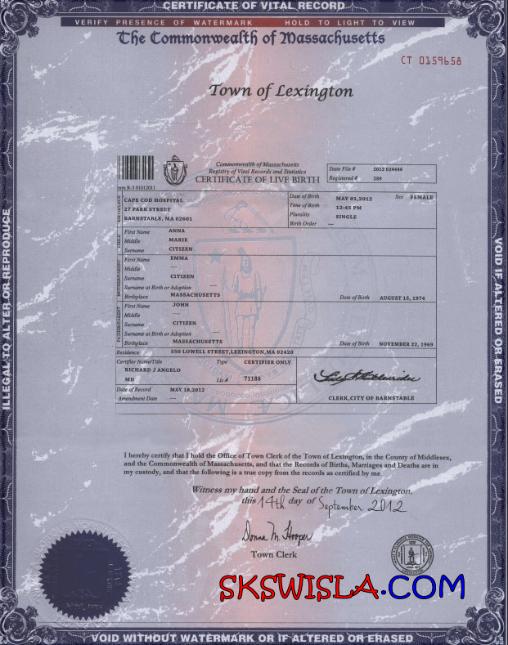 CERTIFICATE OF VITAL RECORD
VERIFY PRESENCE OF WATERMARK HOLD TO LIGHT TO VIEW
The Commonwealth of Massachusetts
CT 0159658
Town of Lexington
Commonwealth of Massachusetts
Registry of Vital Records and Statistics
CERTIFICATE OF LIVE BIRTH
State File # 2012
Registered #
CAPE COD HOSPITAL
27 PARK STREET
BARNSTABLE, MA 02601
Date of Birth MAY 03, 2012 Sex FEMALE
Time of Birth 12:45 PM
Plurality SINGLE
Birth Order —
First Name ANNA
Middle MARIE
Surname CITIZEN
First Name EMMA
Middle —
Surname CITIZEN
Surname at Birth or Adoption —
Birthplace MASSACHUSETTS Date of Birth AUGUST 15, 1974
First Name JOHN
Middle —
Surname CITIZEN
Surname at Birth or Adoption —
Birthplace MASSACHUSETTS Date of Birth NOVEMBER 22, 1969
Residence LOWELL STREET, LEXINGTON, MA 02420
Certifier Name/Title Type CERTIFIER ONLY
RICHARD J ANGELO
MD Lic # 71188
Date of Record MAY 18, 2012
Amendment Date —
CLERK, CITY OF BARNSTABLE
I hereby certify that I hold the Office of Town Clerk of the Town of Lexington, in the County of Middlesex,
and the Commonwealth of Massachusetts, and that the Records of Births, Marriages and Deaths are in
my custody, and that the following is a true copy from the records as certified by me.
Witness my hand and the Seal of the Town of Lexington.
this 14th day of September 2012
Donna M. Hooper
Town Clerk
SKSWISLA.COM
ILLEGAL TO ALTER OR REPRODUCE
VOID IF ALTERED OR ERASED
VOID WITHOUT WATERMARK OR IF ALTERED OR ERASED